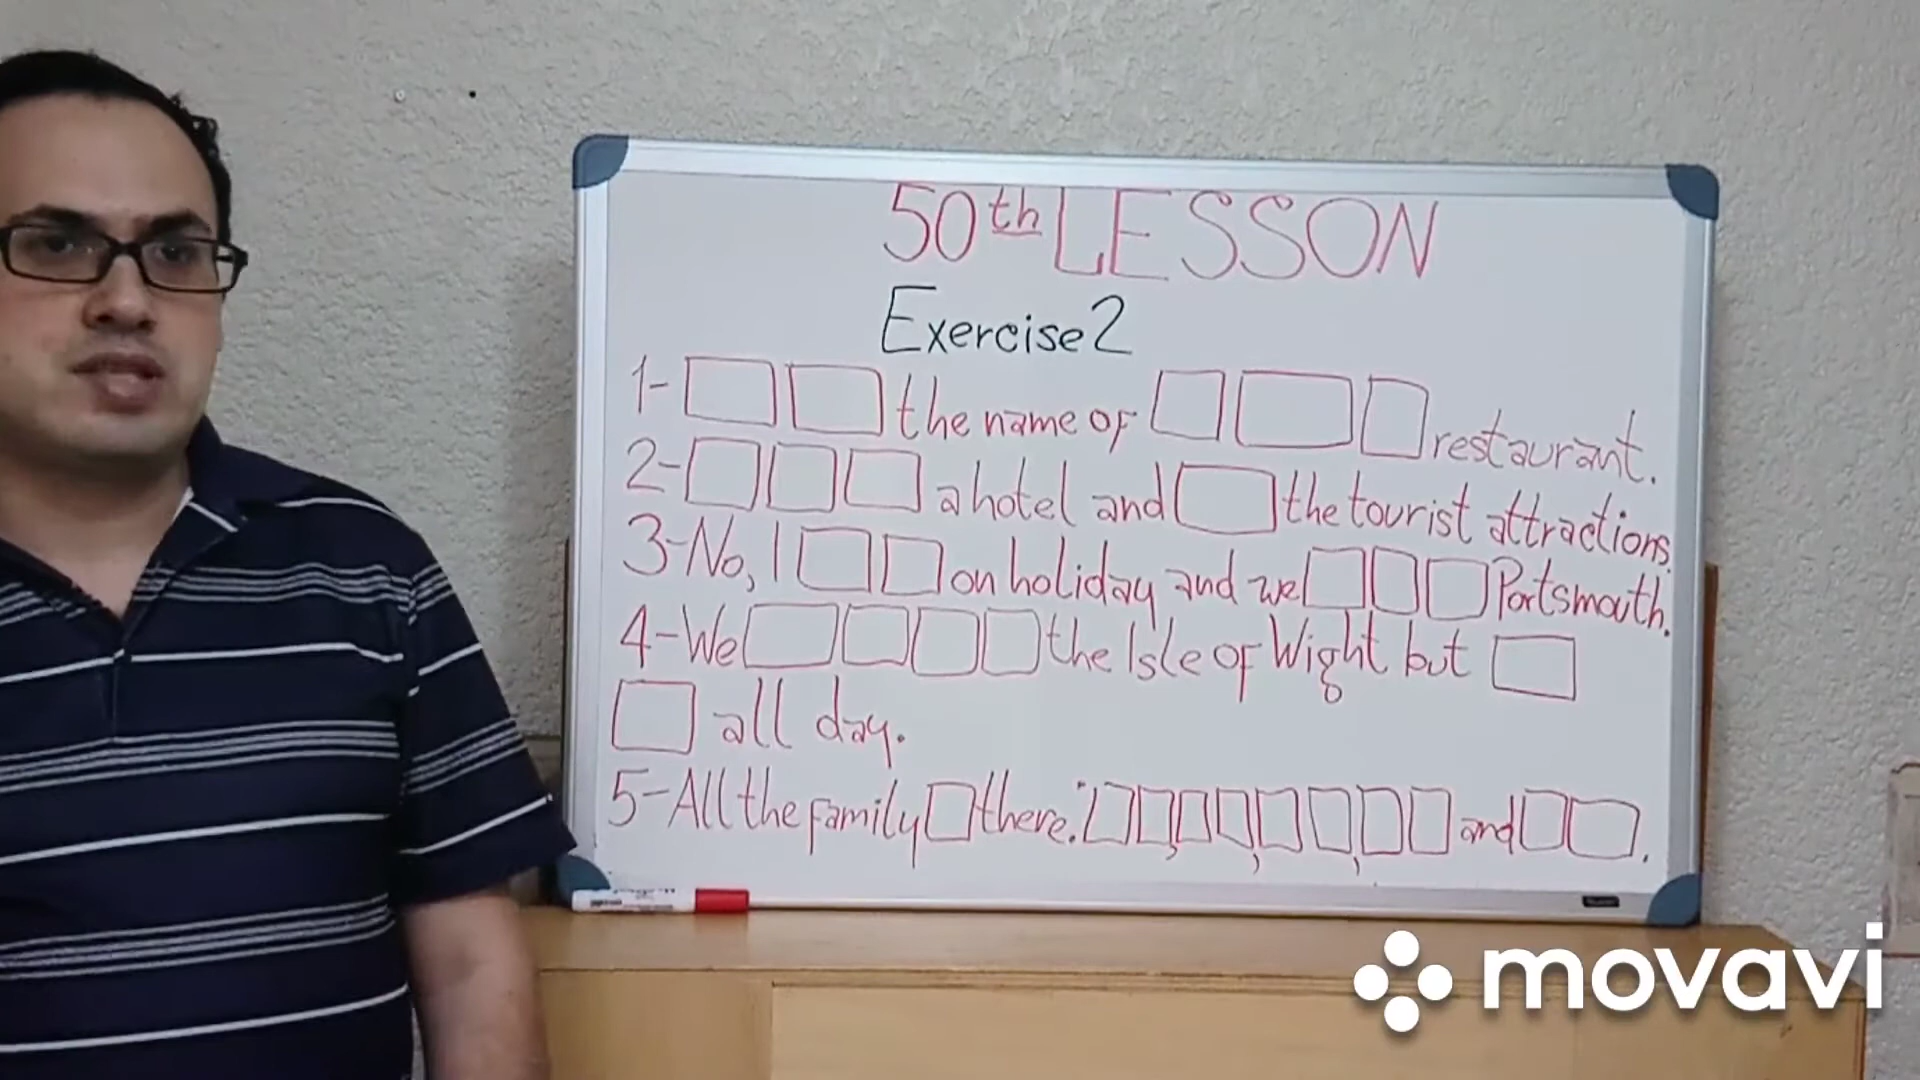 50th LESSON
Exercise 2
1- the name of restaurant.
2- a hotel and the tourist attractions.
3-No, I on holiday and we Portsmouth.
4-We the Isle of Wight but
all day.
5-All the family there: , , , and .
movavi